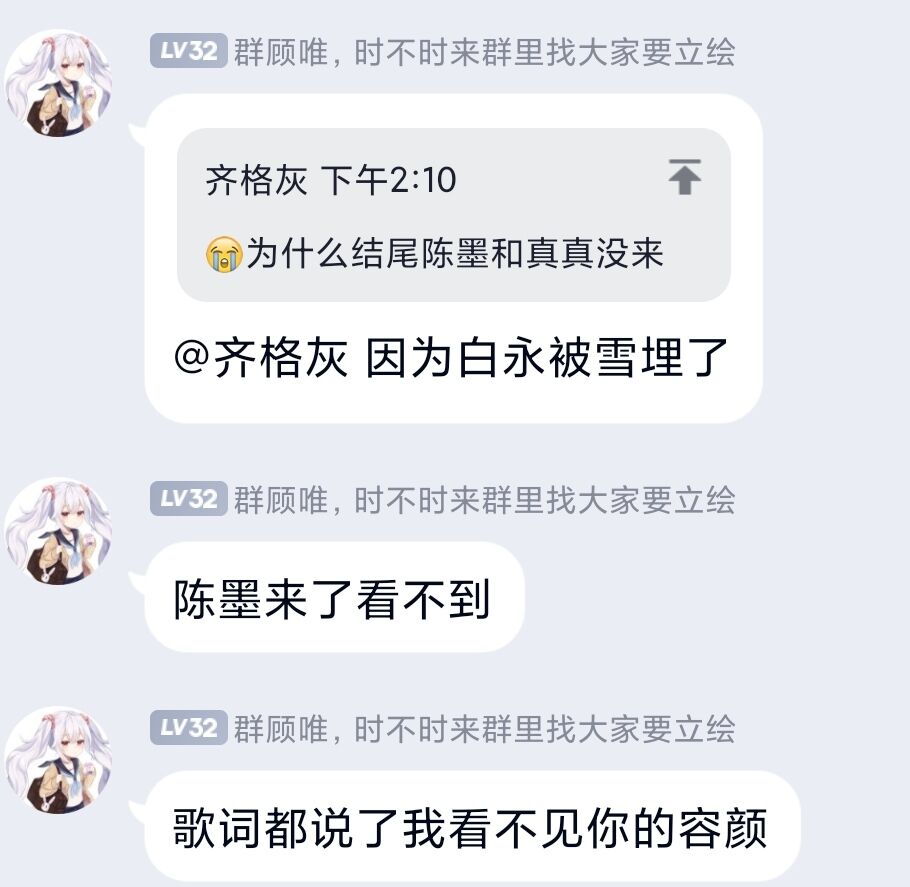 LV32 群顾唯，时不时来群里找大家要立绘
齐格灰 下午2:10
😭为什么结尾陈墨和真真没来
@齐格灰 因为白永被雪埋了
LV32 群顾唯，时不时来群里找大家要立绘
陈墨来了看不到
LV32 群顾唯，时不时来群里找大家要立绘
歌词都说了我看不见你的容颜